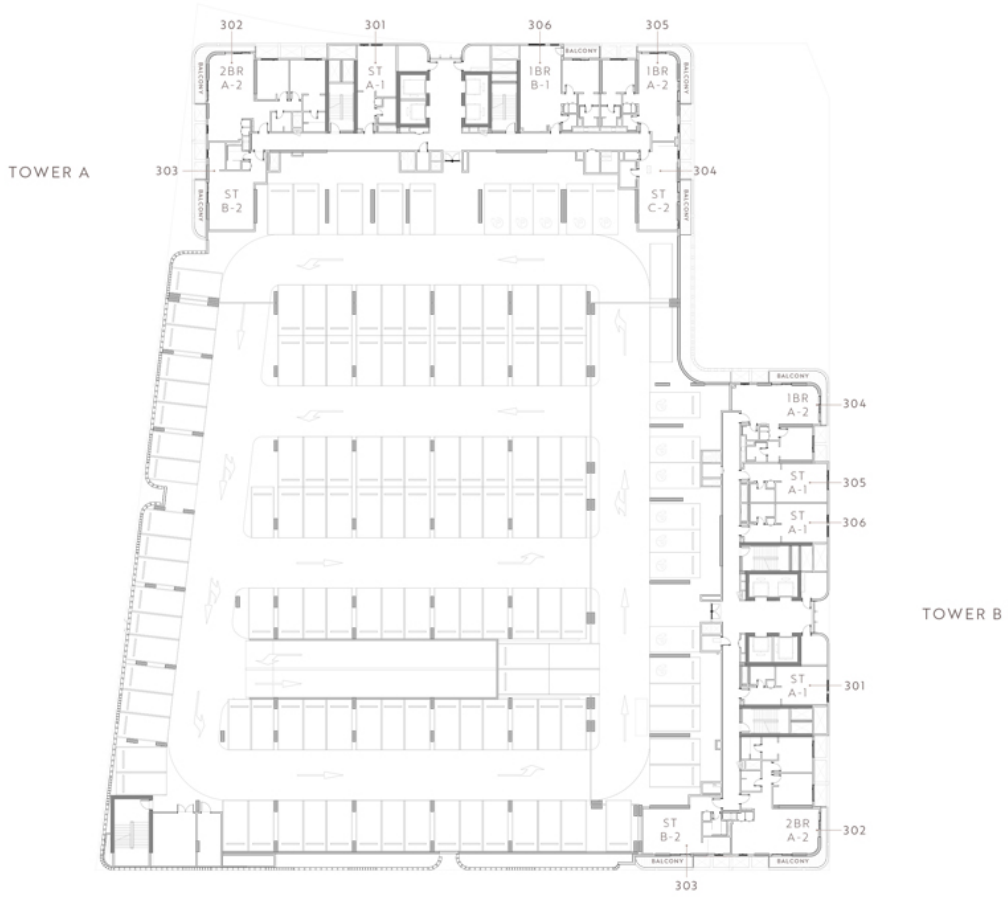 302
301
306
305
BALCONY
2BR
A-2
ST
A-1
1BR
B-1
1BR
A-2
BALCONY
BALCONY
TOWER A
303
304
ST
B-2
ST
C-2
BALCONY
BALCONY
BALCONY
1BR
A-2
304
ST
A-1
305
ST
A-1
306
TOWER B
ST
A-1
301
ST
B-2
2BR
A-2
302
BALCONY
BALCONY
303